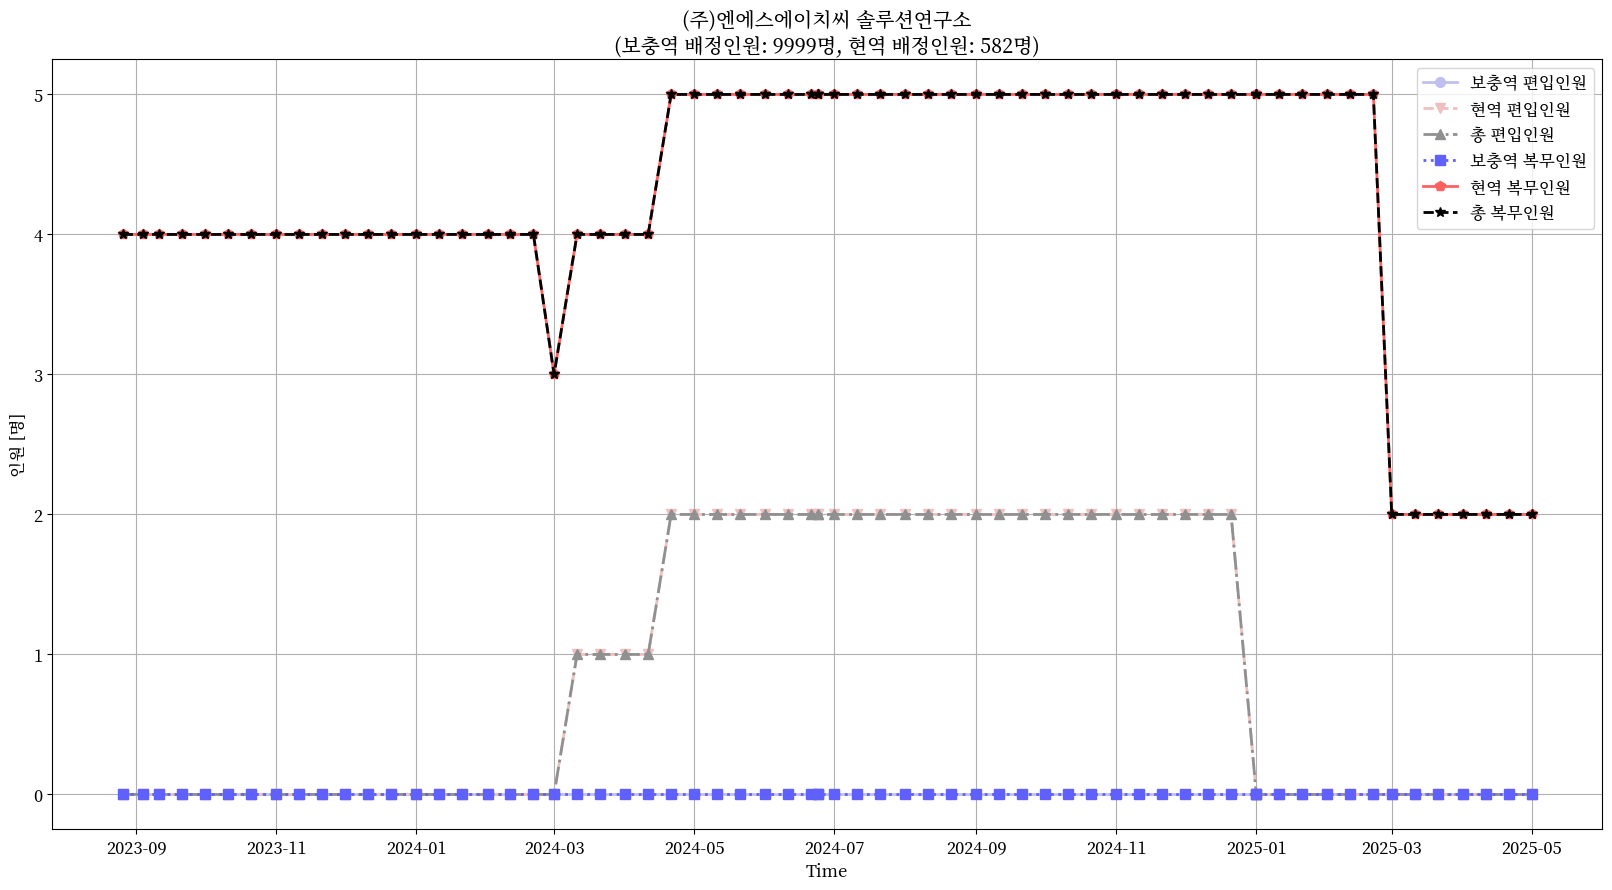 (주)엔에스에이치씨 솔루션연구소
(보충역 배정인원: 9999명, 현역 배정인원: 582명)
보충역 편입인원
현역 편입인원
총 편입인원
보충역 복무인원
현역 복무인원
총 복무인원
5
4
3
2
1
0
인원 [명]
2023-09
2023-11
2024-01
2024-03
2024-05
2024-07
2024-09
2024-11
2025-01
2025-03
2025-05
Time